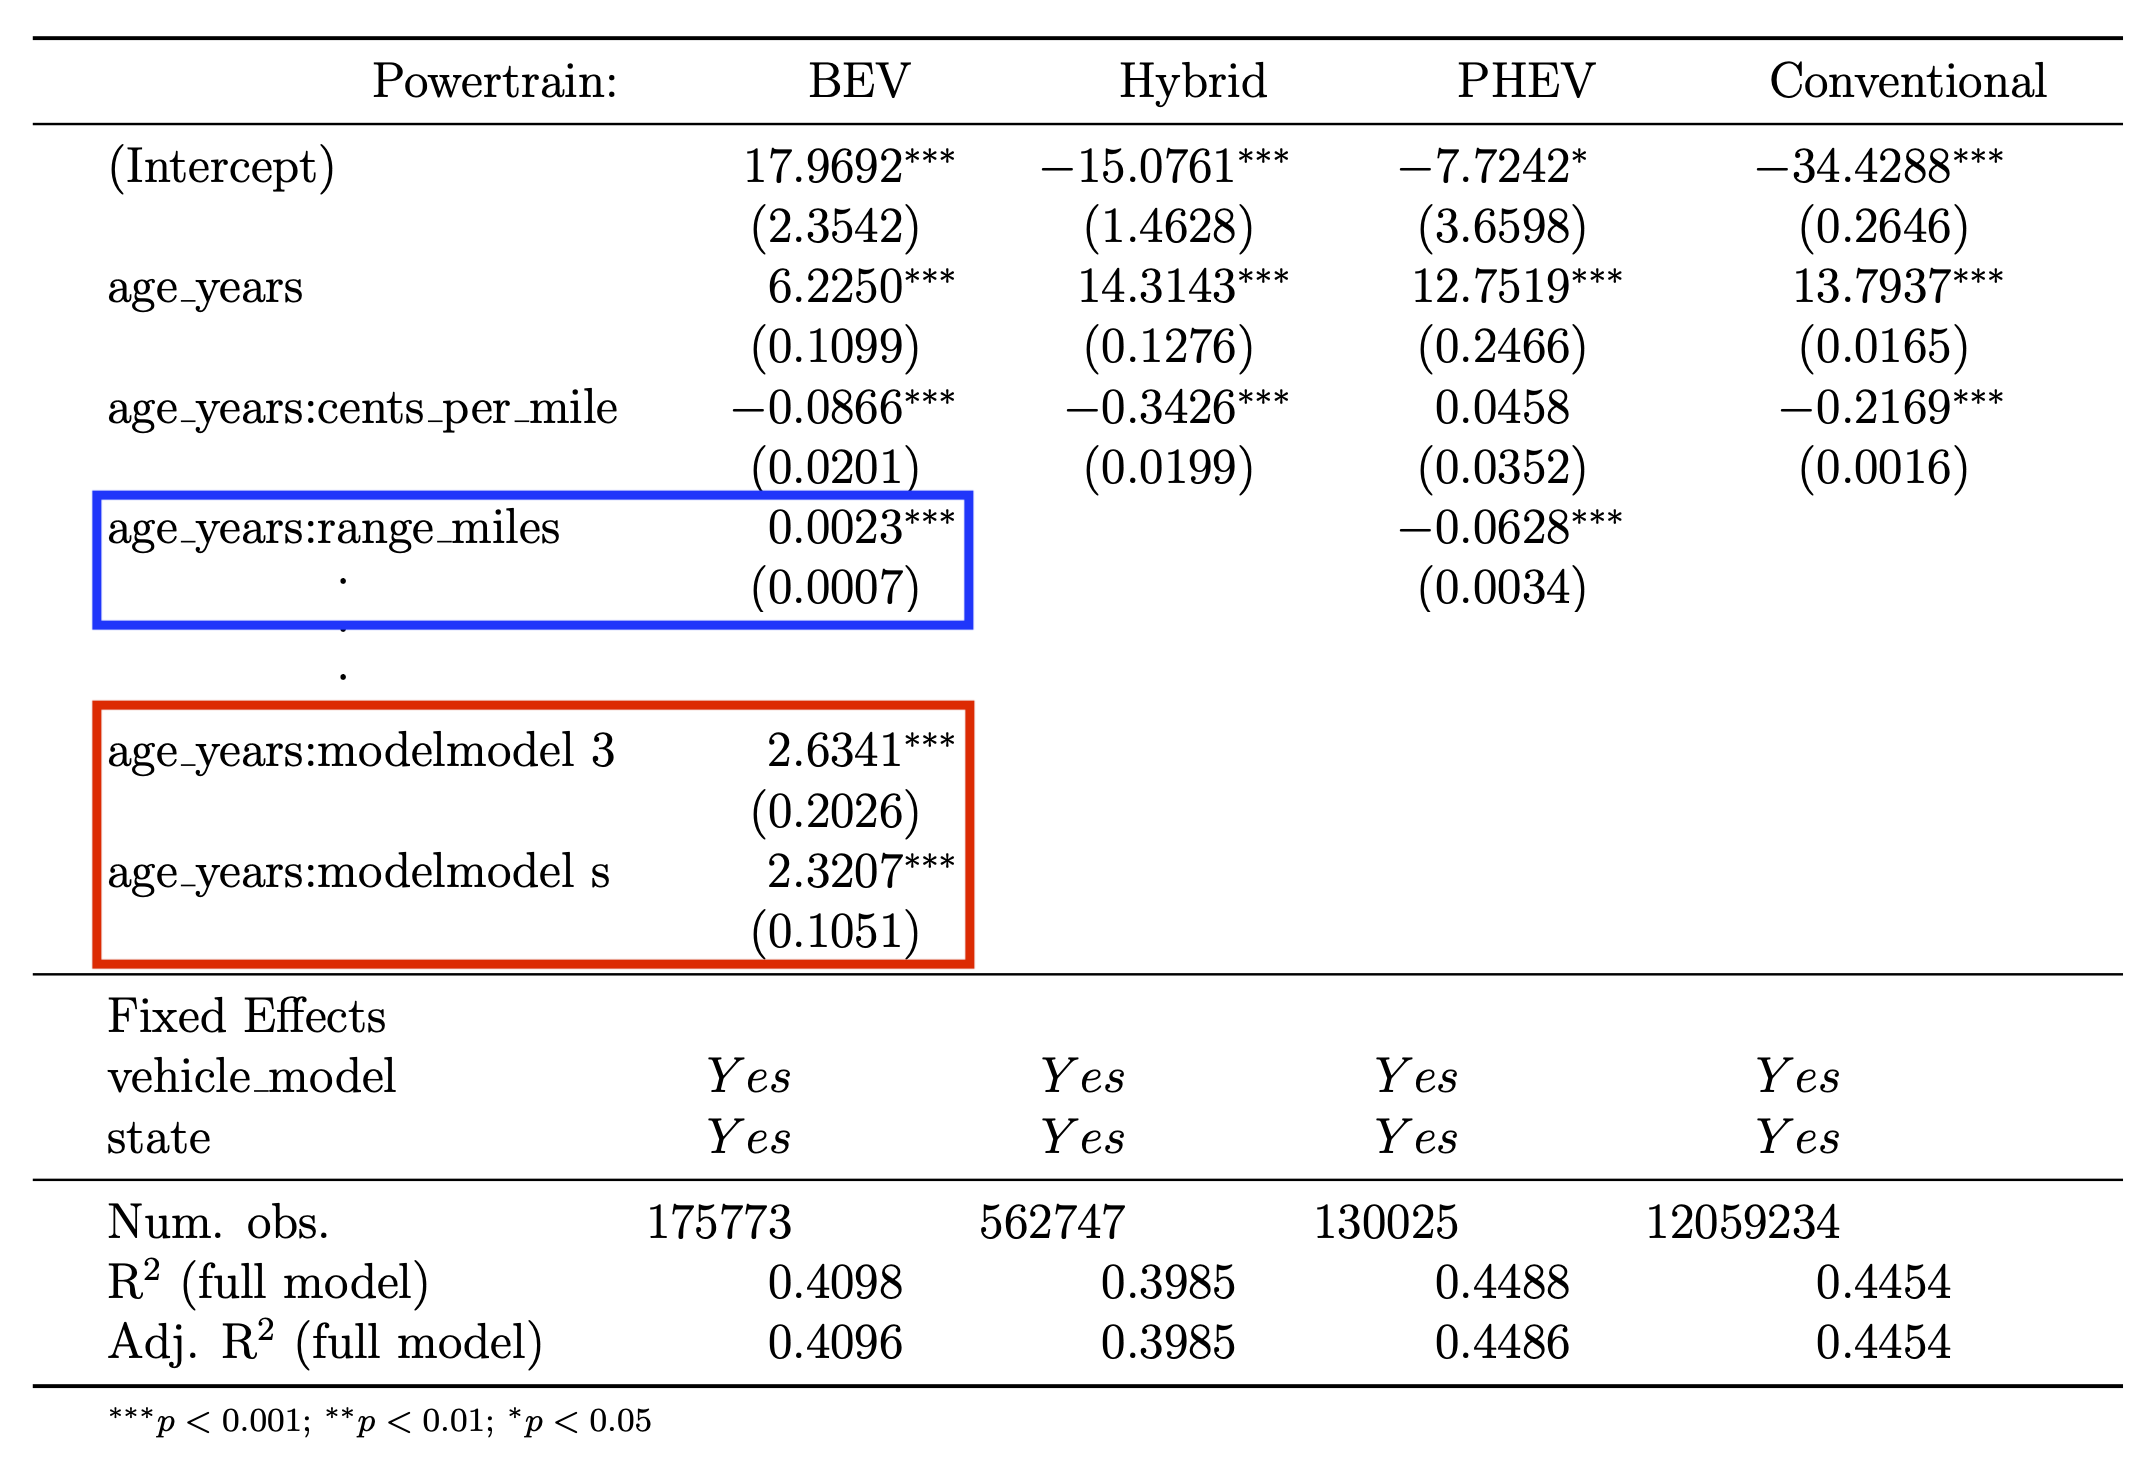 Powertrain: BEV Hybrid PHEV Conventional
(Intercept) 17.9692*** −15.0761*** −7.7242* −34.4288***
(2.3542) (1.4628) (3.6598) (0.2646)
age_years 6.2250*** 14.3143*** 12.7519*** 13.7937***
(0.1099) (0.1276) (0.2466) (0.0165)
age_years:cents_per_mile −0.0866*** −0.3426*** 0.0458 −0.2169***
(0.0201) (0.0199) (0.0352) (0.0016)
age_years:range_miles 0.0023*** −0.0628***
. (0.0007) (0.0034)
.
.
age_years:modelmodel 3 2.6341***
(0.2026)
age_years:modelmodel s 2.3207***
(0.1051)
Fixed Effects
vehicle_model Yes Yes Yes Yes
state Yes Yes Yes Yes
Num. obs. 175773 562747 130025 12059234
R² (full model) 0.4098 0.3985 0.4488 0.4454
Adj. R² (full model) 0.4096 0.3985 0.4486 0.4454
***p < 0.001; **p < 0.01; *p < 0.05